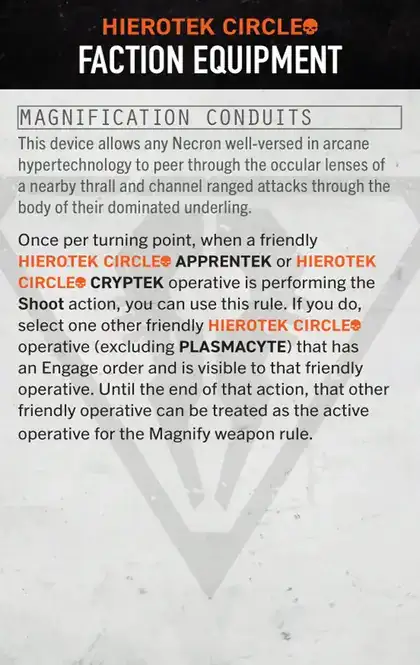 HIEROTEK CIRCLE
FACTION EQUIPMENT
MAGNIFICATION CONDUITS
This device allows any Necron well-versed in arcane
hypertechnology to peer through the occular lenses of
a nearby thrall and channel ranged attacks through the
body of their dominated underling.
Once per turning point, when a friendly
HIEROTEK CIRCLE APPRENTEK or HIEROTEK
CIRCLE CRYPTEK operative is performing the
Shoot action, you can use this rule. If you do,
select one other friendly HIEROTEK CIRCLE
operative (excluding PLASMACYTE) that has
an Engage order and is visible to that friendly
operative. Until the end of that action, that other
friendly operative can be treated as the active
operative for the Magnify weapon rule.